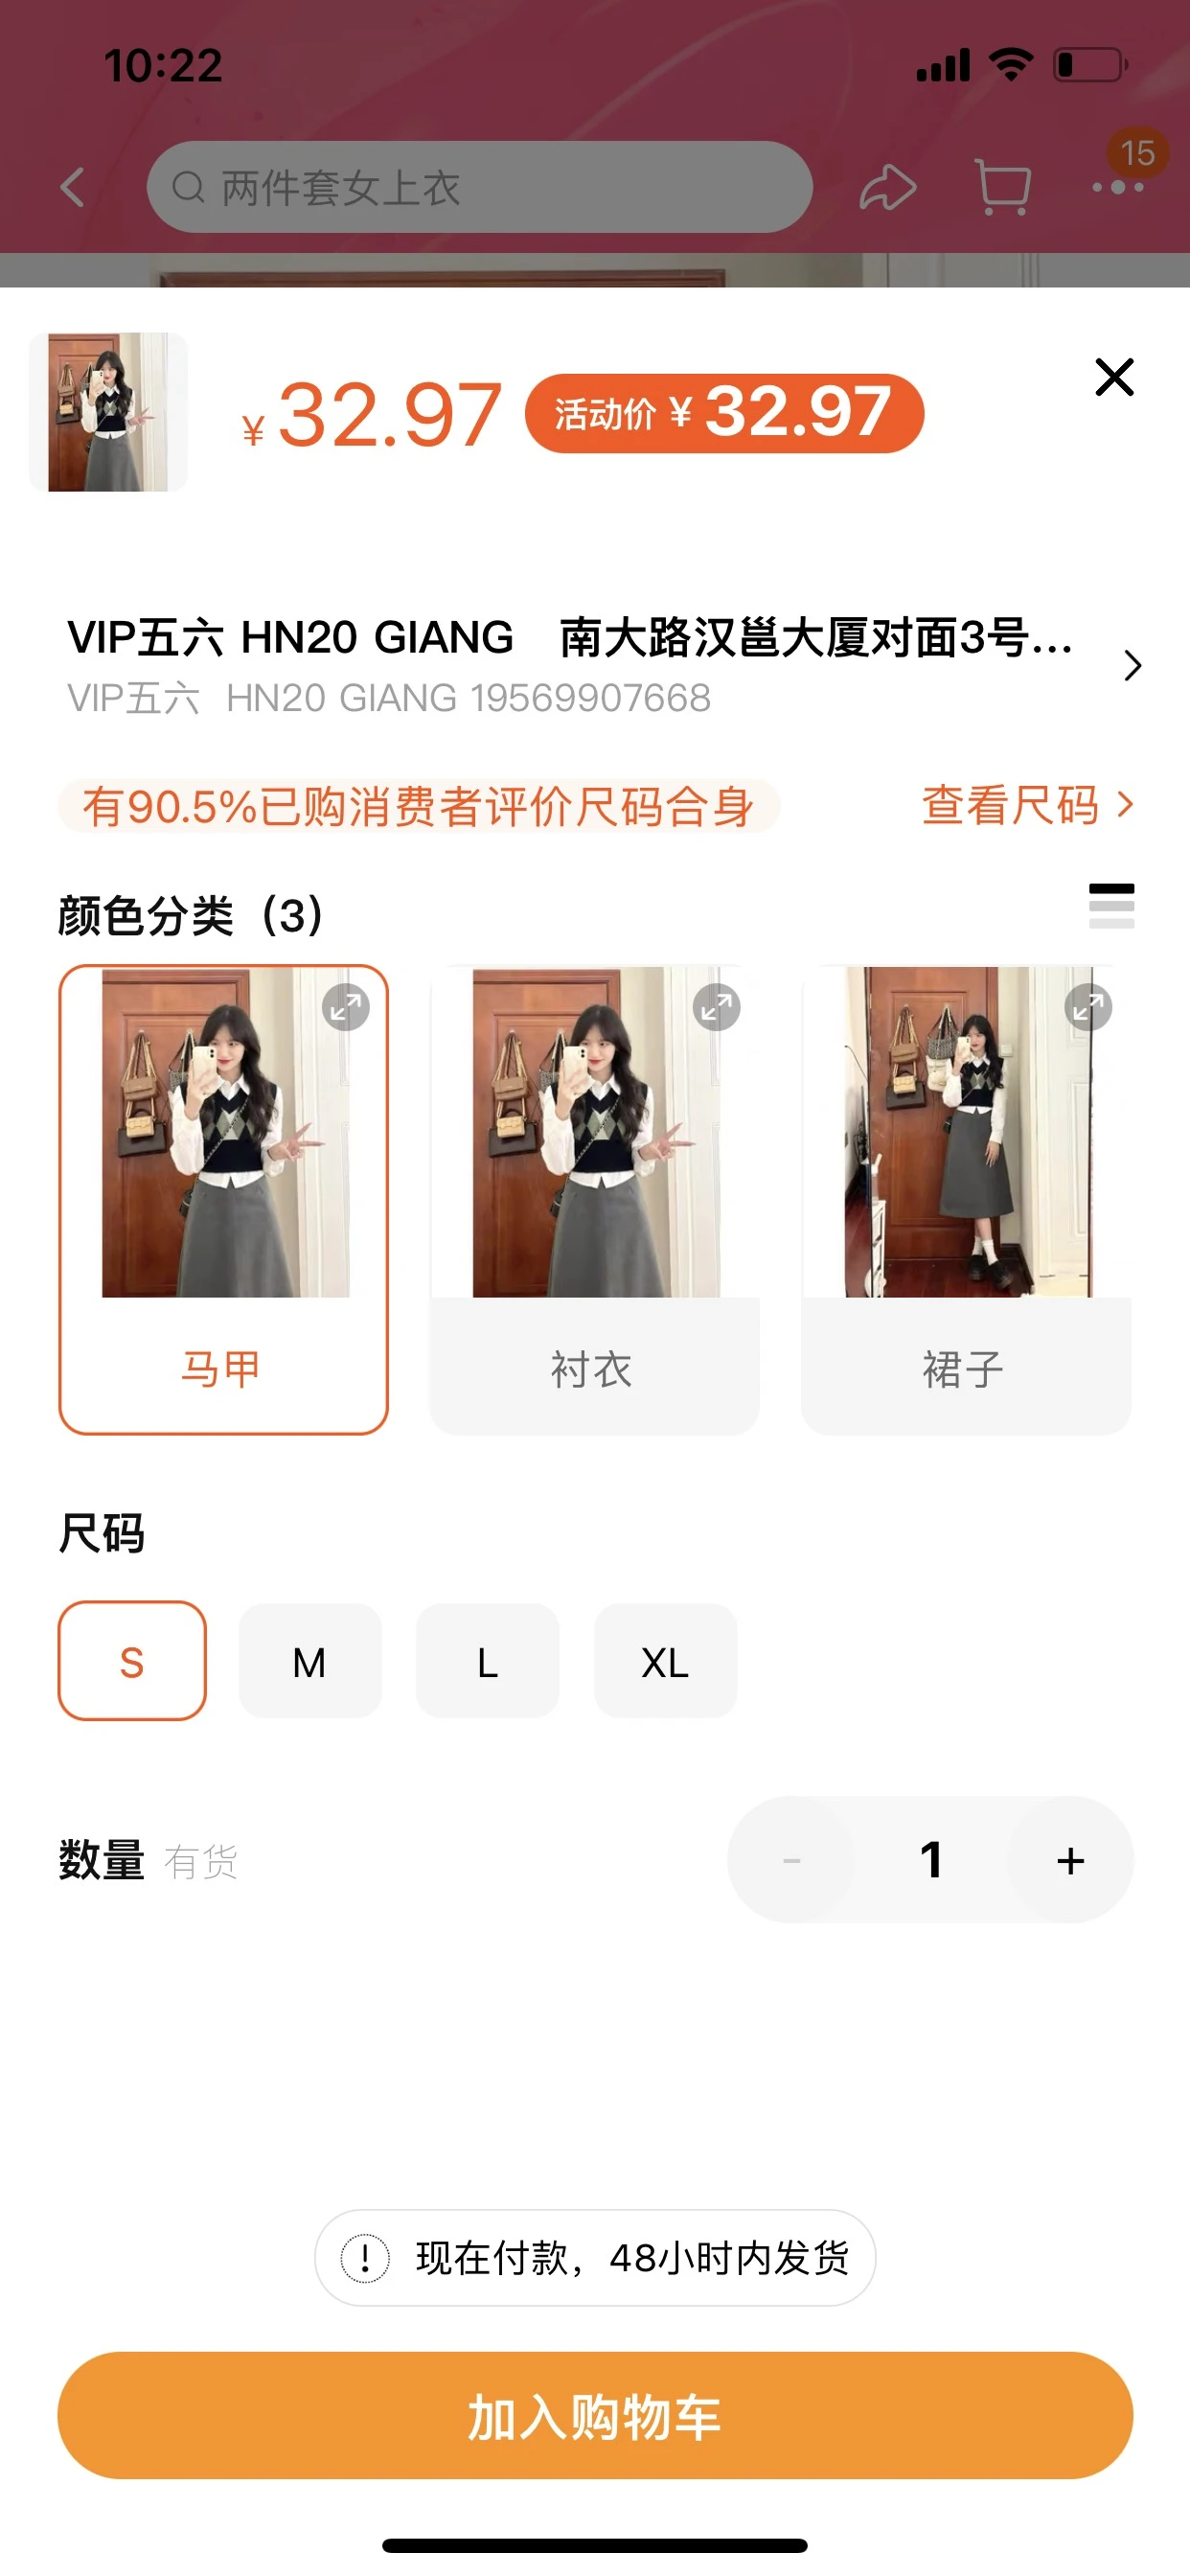 10:22
两件套女上衣
15
¥32.97 活动价 ¥32.97
VIP五六 HN20 GIANG 南大路汉邕大厦对面3号...
VIP五六 HN20 GIANG 19569907668
有90.5%已购消费者评价尺码合身 查看尺码
颜色分类（3）
马甲 衬衣 裙子
尺码
S M L XL
数量 有货 - 1 +
现在付款，48小时内发货
加入购物车